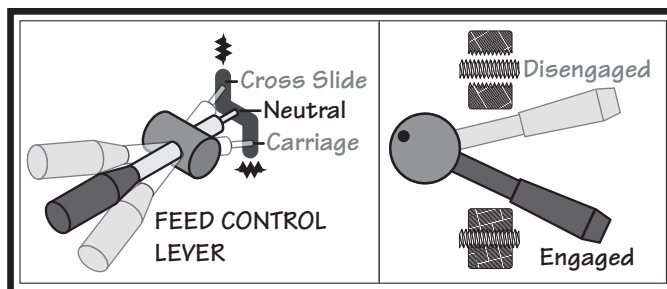 Cross Slide
Neutral
Carriage
FEED CONTROL
LEVER
Disengaged
Engaged